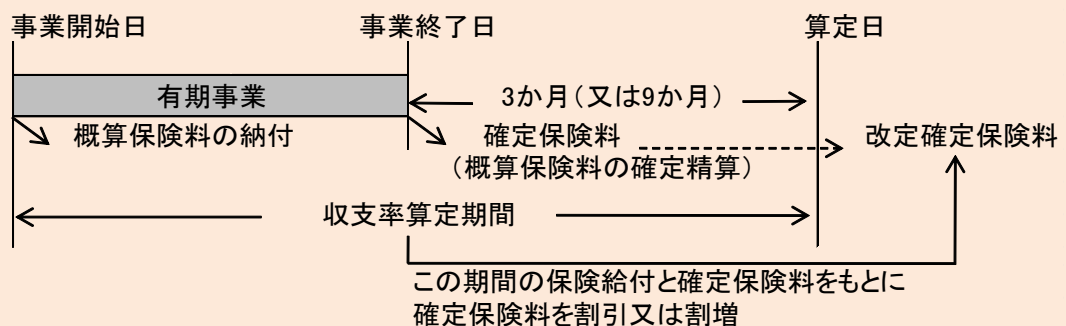 事業開始日
事業終了日
算定日
有期事業
3か月（又は9か月）
概算保険料の納付
確定保険料
（概算保険料の確定精算）
改定確定保険料
収支率算定期間
この期間の保険給付と確定保険料をもとに
確定保険料を割引又は割増